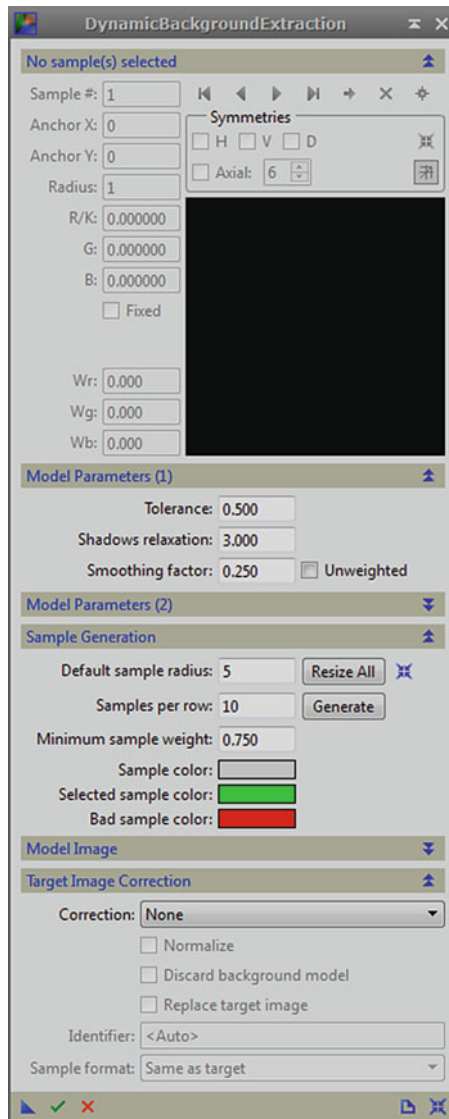 DynamicBackgroundExtraction
No sample(s) selected
Sample #: 1
Symmetries
Anchor X: 0
H V D
Anchor Y: 0
Axial: 6
Radius: 1
R/K: 0.000000
G: 0.000000
B: 0.000000
Fixed
Wr: 0.000
Wg: 0.000
Wb: 0.000
Model Parameters (1)
Tolerance: 0.500
Shadows relaxation: 3.000
Smoothing factor: 0.250 Unweighted
Model Parameters (2)
Sample Generation
Default sample radius: 5 Resize All
Samples per row: 10 Generate
Minimum sample weight: 0.750
Sample color:
Selected sample color:
Bad sample color:
Model Image
Target Image Correction
Correction: None
Normalize
Discard background model
Replace target image
Identifier: <Auto>
Sample format: Same as target